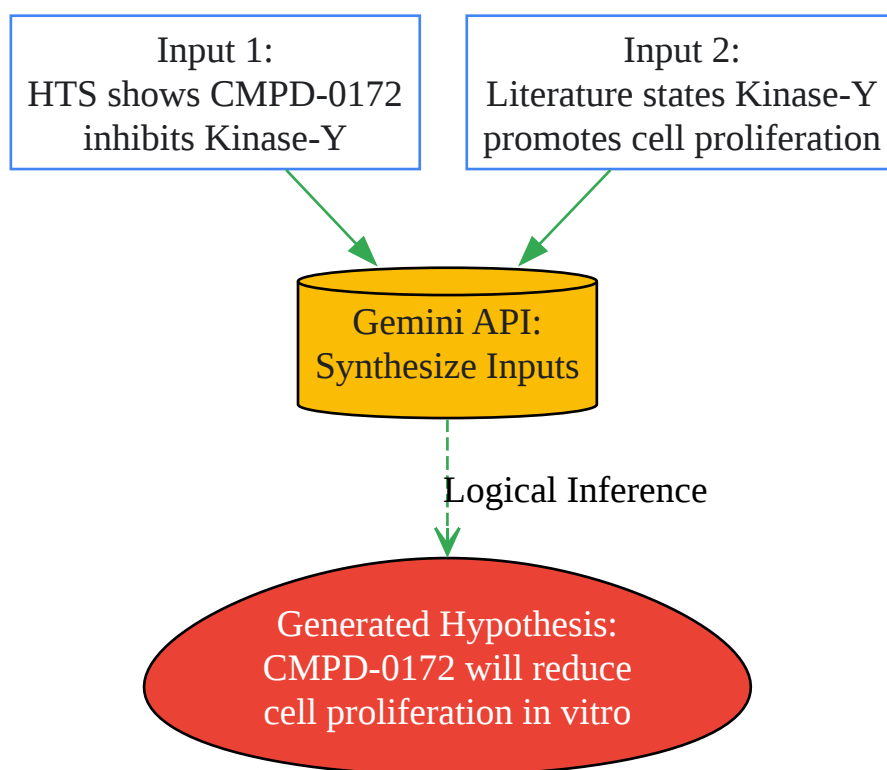 Input 1:
HTS shows CMPD-0172
inhibits Kinase-Y
Input 2:
Literature states Kinase-Y
promotes cell proliferation
Gemini API:
Synthesize Inputs
Logical Inference
Generated Hypothesis:
CMPD-0172 will reduce
cell proliferation in vitro